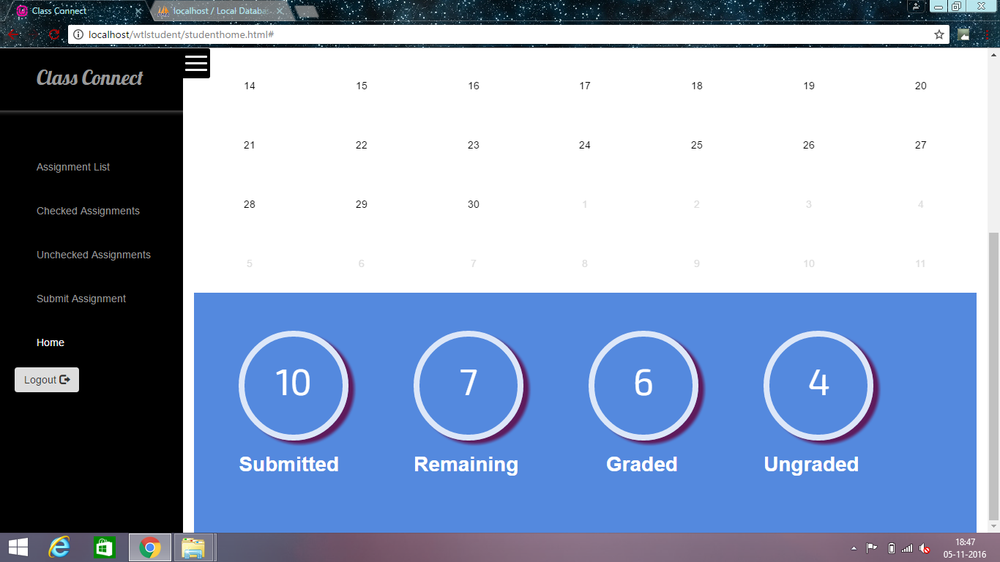 Class Connect
localhost / Local Databa
localhost/wtlstudent/studenthome.html#
Class Connect
Assignment List
Checked Assignments
Unchecked Assignments
Submit Assignment
Home
Logout
14 15 16 17 18 19 20
21 22 23 24 25 26 27
28 29 30 1 2 3 4
5 6 7 8 9 10 11
10 7 6 4
Submitted Remaining Graded Ungraded
18:47
05-11-2016